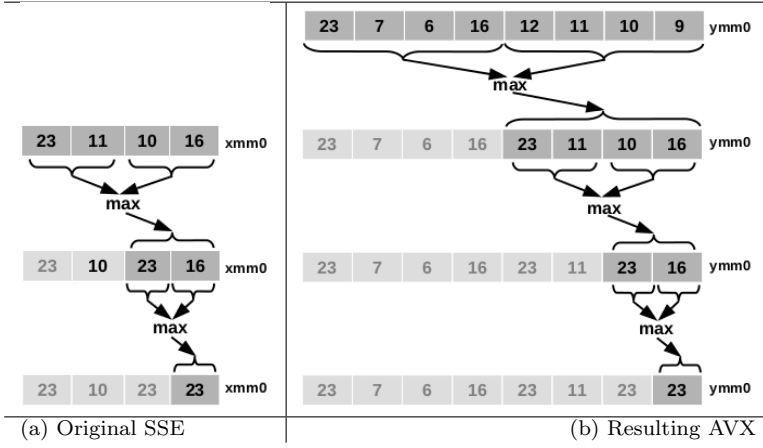 23 7 6 16 12 11 10 9 ymm0
max
23 11 10 16 xmm0
23 7 6 16 23 11 10 16 ymm0
max
max
23 10 23 16 xmm0
23 7 6 16 23 11 23 16 ymm0
max
max
23 10 23 23 xmm0
23 7 6 16 23 11 23 23 ymm0
(a) Original SSE
(b) Resulting AVX